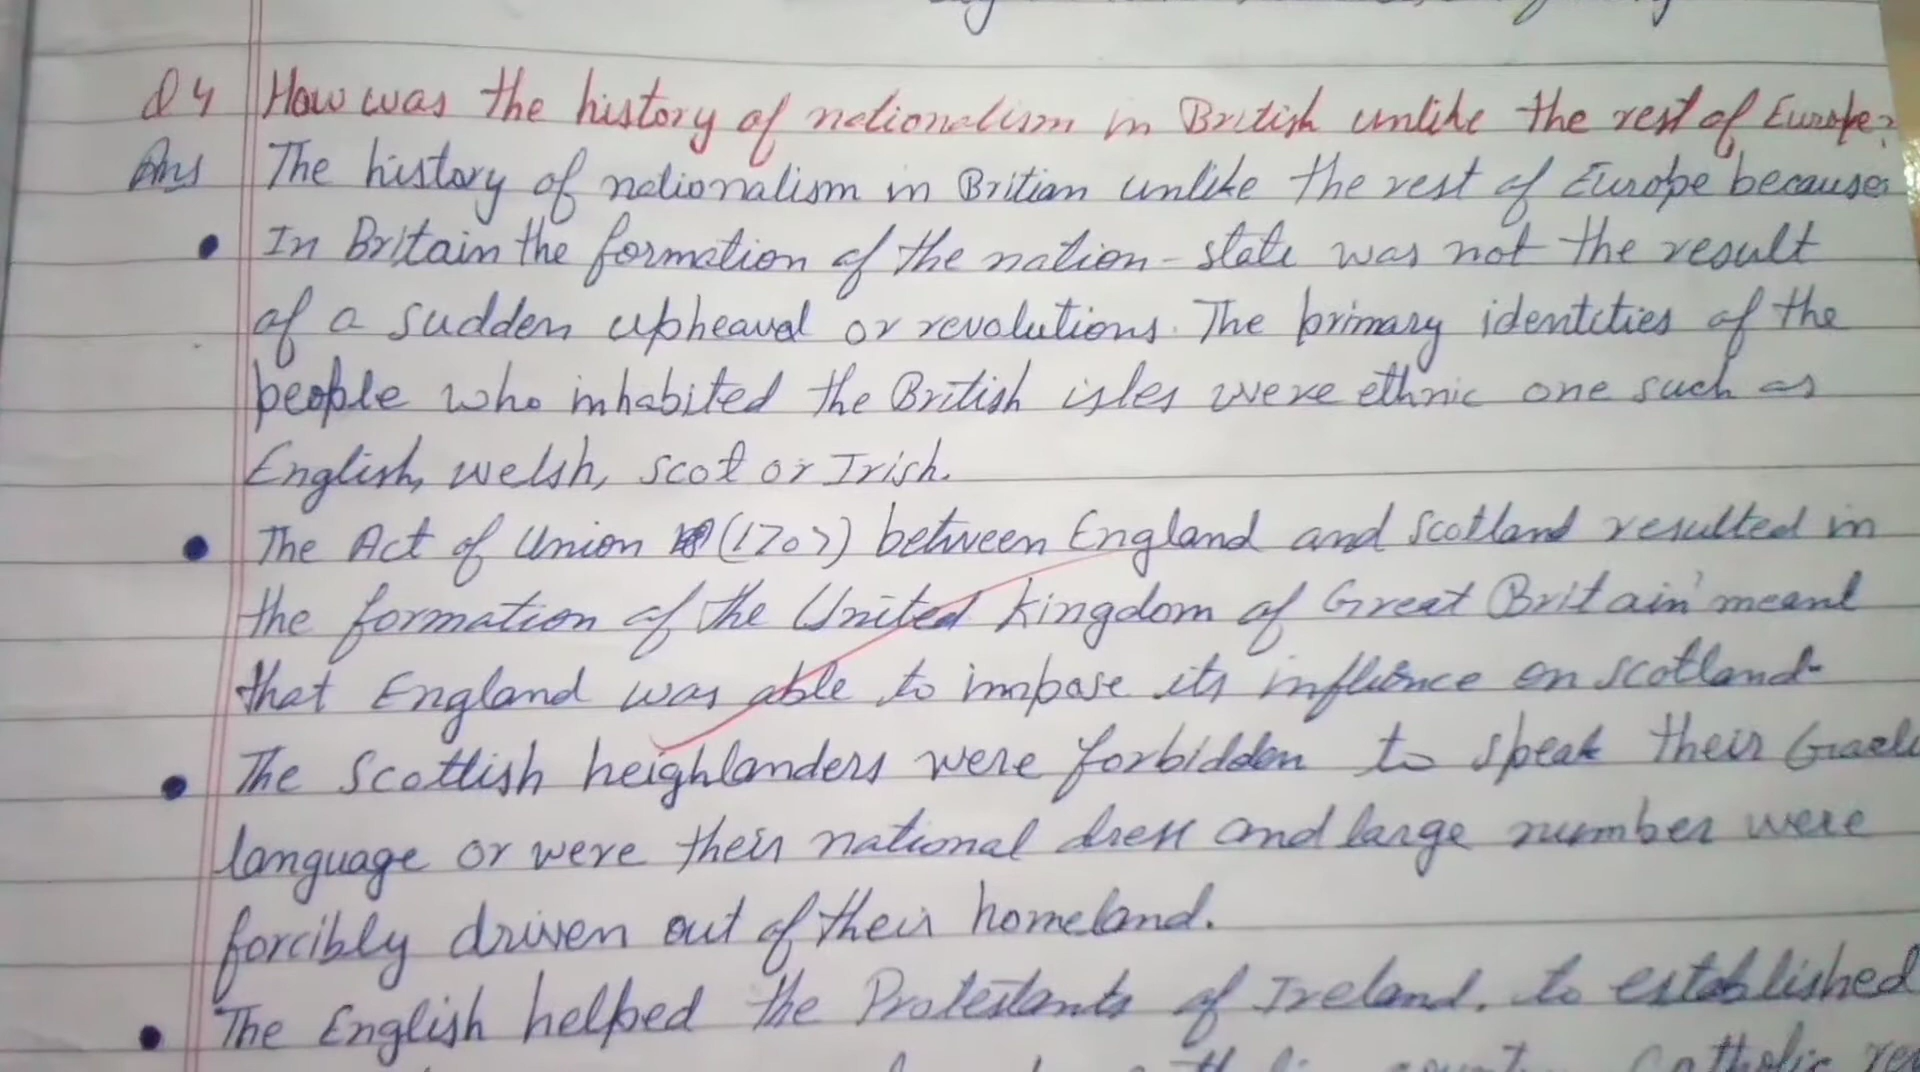 Q4 How was the history of nationalism in British unlike the rest of Europe?
Ans The history of nationalism in Britian unlike the rest of Europe because
• In Britain the formation of the nation-state was not the result
of a sudden upheaval or revolutions. The primary identities of the
people who inhabited the British isles were ethnic one such as
English, welsh, scot or Irish.
• The Act of Union (1707) between England and Scotland resulted in
the formation of the 'United Kingdom of Great Britain' meant
that England was able to impose its influence on scotland.
• The Scottish heighlanders were forbidden to speak their
language or were their national dress and large number were
forcibly driven out of their homeland.
• The English helped the Protestants of Ireland. to established
Catholic